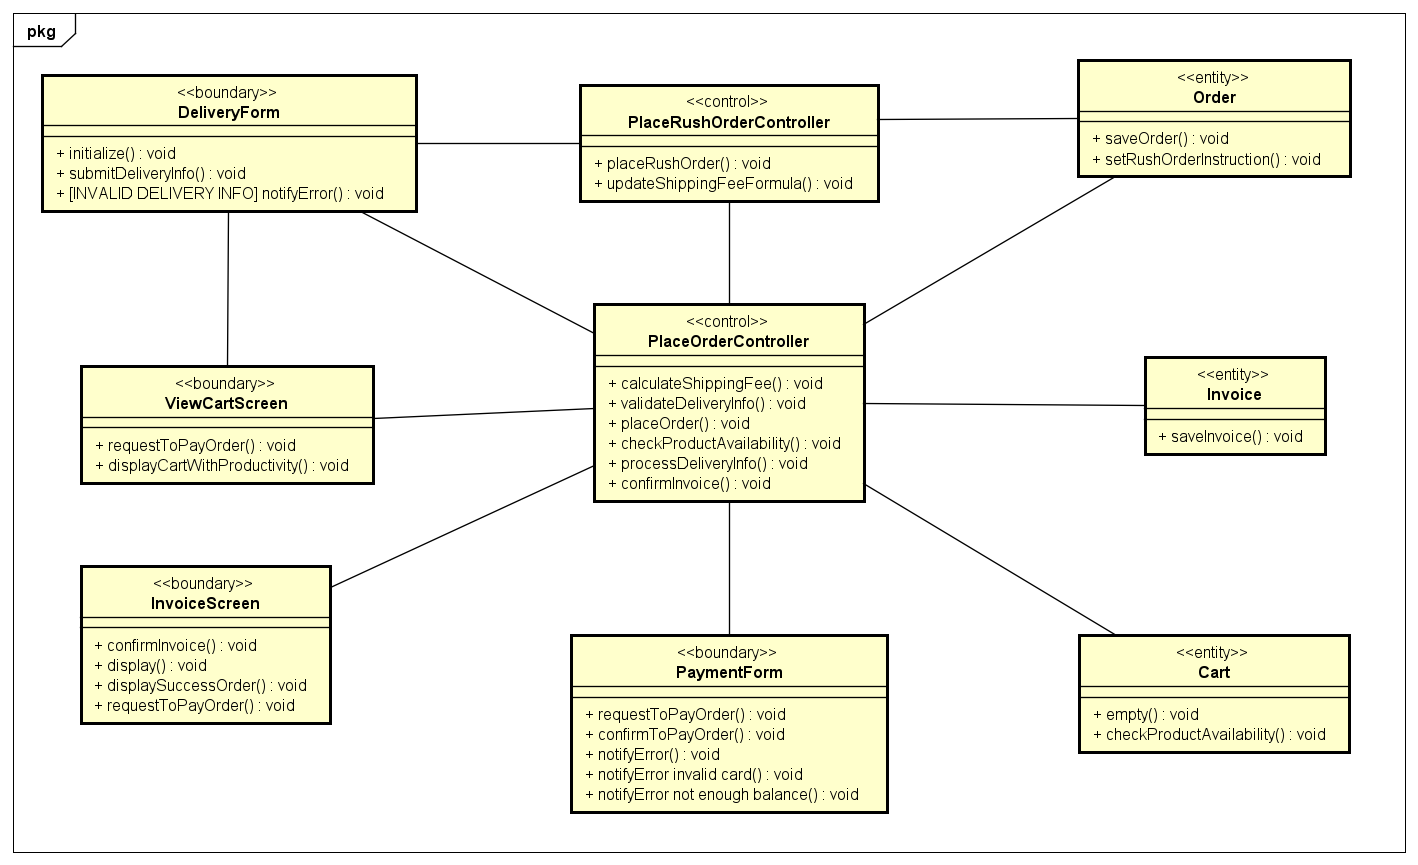 pkg
<<boundary>>
DeliveryForm
+ initialize() : void
+ submitDeliveryInfo() : void
+ [INVALID DELIVERY INFO] notifyError() : void
<<control>>
PlaceRushOrderController
+ placeRushOrder() : void
+ updateShippingFeeFormula() : void
<<entity>>
Order
+ saveOrder() : void
+ setRushOrderInstruction() : void
<<control>>
PlaceOrderController
+ calculateShippingFee() : void
+ validateDeliveryInfo() : void
+ placeOrder() : void
+ checkProductAvailability() : void
+ processDeliveryInfo() : void
+ confirmInvoice() : void
<<boundary>>
ViewCartScreen
+ requestToPayOrder() : void
+ displayCartWithProductivity() : void
<<entity>>
Invoice
+ saveInvoice() : void
<<boundary>>
InvoiceScreen
+ confirmInvoice() : void
+ display() : void
+ displaySuccessOrder() : void
+ requestToPayOrder() : void
<<boundary>>
PaymentForm
+ requestToPayOrder() : void
+ confirmToPayOrder() : void
+ notifyError() : void
+ notifyError invalid card() : void
+ notifyError not enough balance() : void
<<entity>>
Cart
+ empty() : void
+ checkProductAvailability() : void